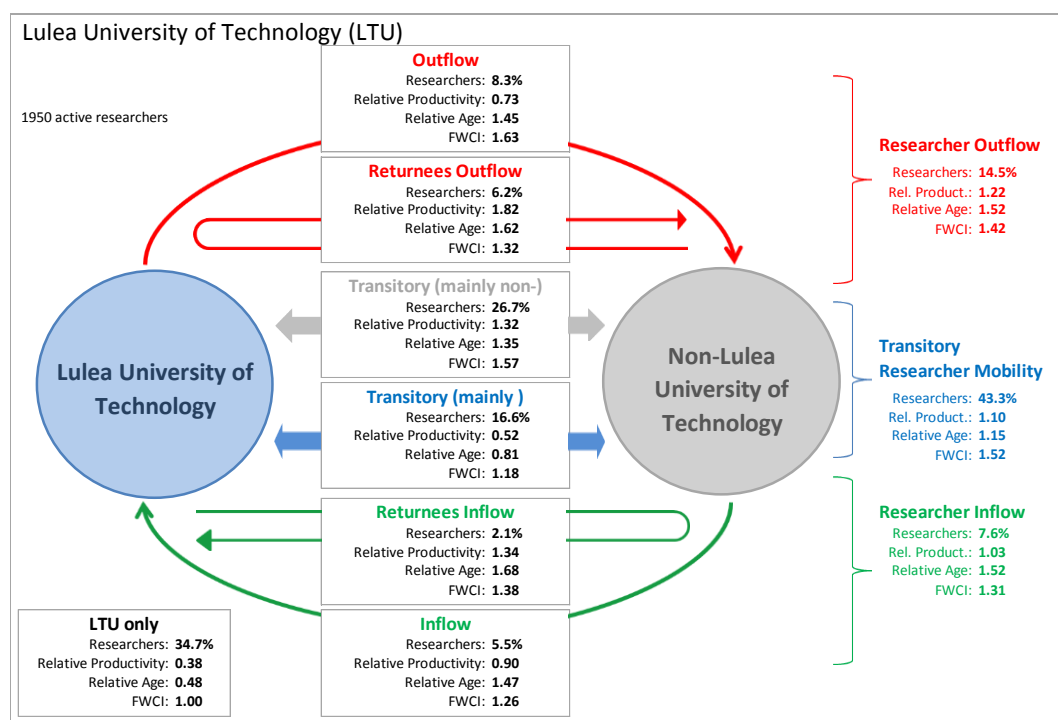 Lulea University of Technology (LTU)
1950 active researchers
Outflow
Researchers: 8.3%
Relative Productivity: 0.73
Relative Age: 1.45
FWCI: 1.63
Returnees Outflow
Researchers: 6.2%
Relative Productivity: 1.82
Relative Age: 1.62
FWCI: 1.32
Transitory (mainly non-)
Researchers: 26.7%
Relative Productivity: 1.32
Relative Age: 1.35
FWCI: 1.57
Transitory (mainly )
Researchers: 16.6%
Relative Productivity: 0.52
Relative Age: 0.81
FWCI: 1.18
Returnees Inflow
Researchers: 2.1%
Relative Productivity: 1.34
Relative Age: 1.68
FWCI: 1.38
Inflow
Researchers: 5.5%
Relative Productivity: 0.90
Relative Age: 1.47
FWCI: 1.26
Lulea University of
Technology
Non-Lulea
University of
Technology
LTU only
Researchers: 34.7%
Relative Productivity: 0.38
Relative Age: 0.48
FWCI: 1.00
Researcher Outflow
Researchers: 14.5%
Rel. Product.: 1.22
Relative Age: 1.52
FWCI: 1.42
Transitory
Researcher Mobility
Researchers: 43.3%
Rel. Product.: 1.10
Relative Age: 1.15
FWCI: 1.52
Researcher Inflow
Researchers: 7.6%
Rel. Product.: 1.03
Relative Age: 1.52
FWCI: 1.31